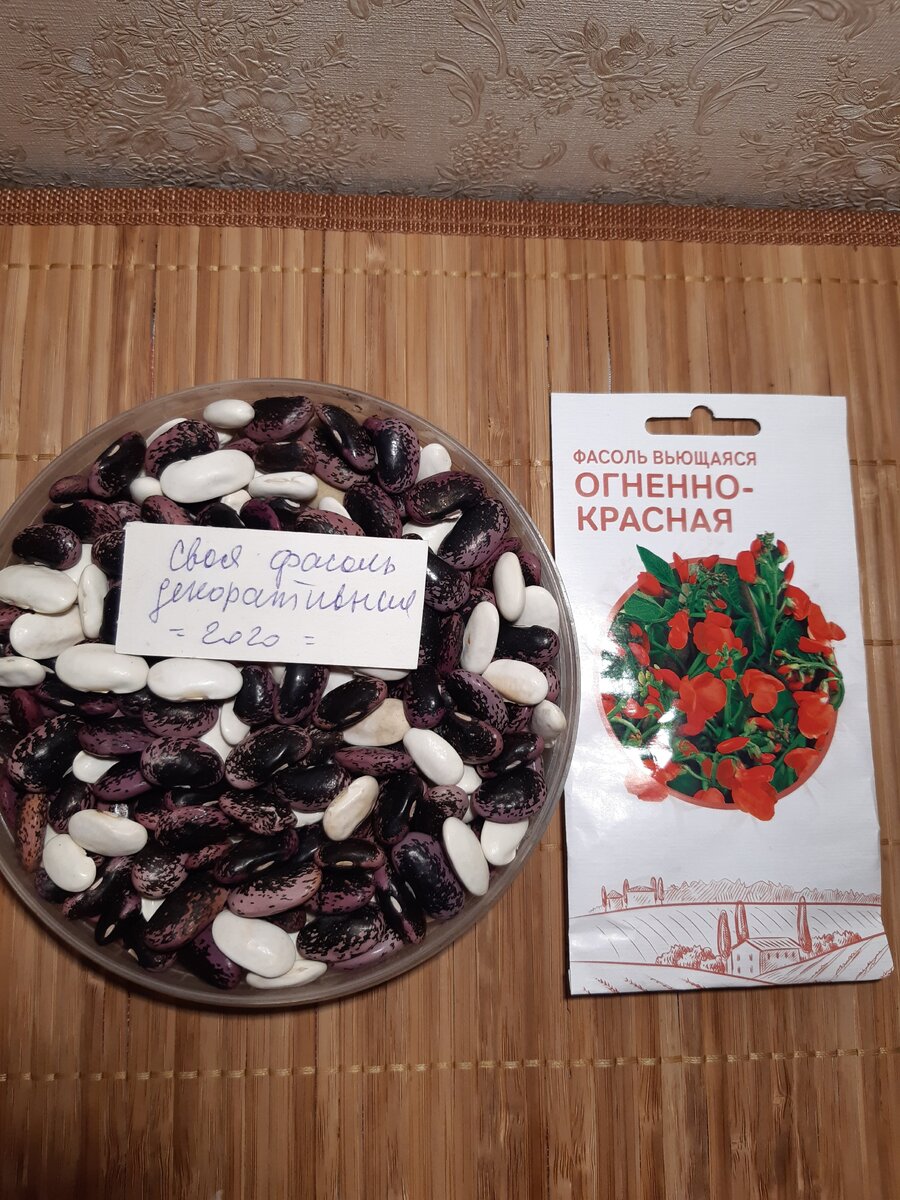 Своя фасоль
декоративная
= 2020 =
ФАСОЛЬ ВЬЮЩАЯСЯ
ОГНЕННО-
КРАСНАЯ